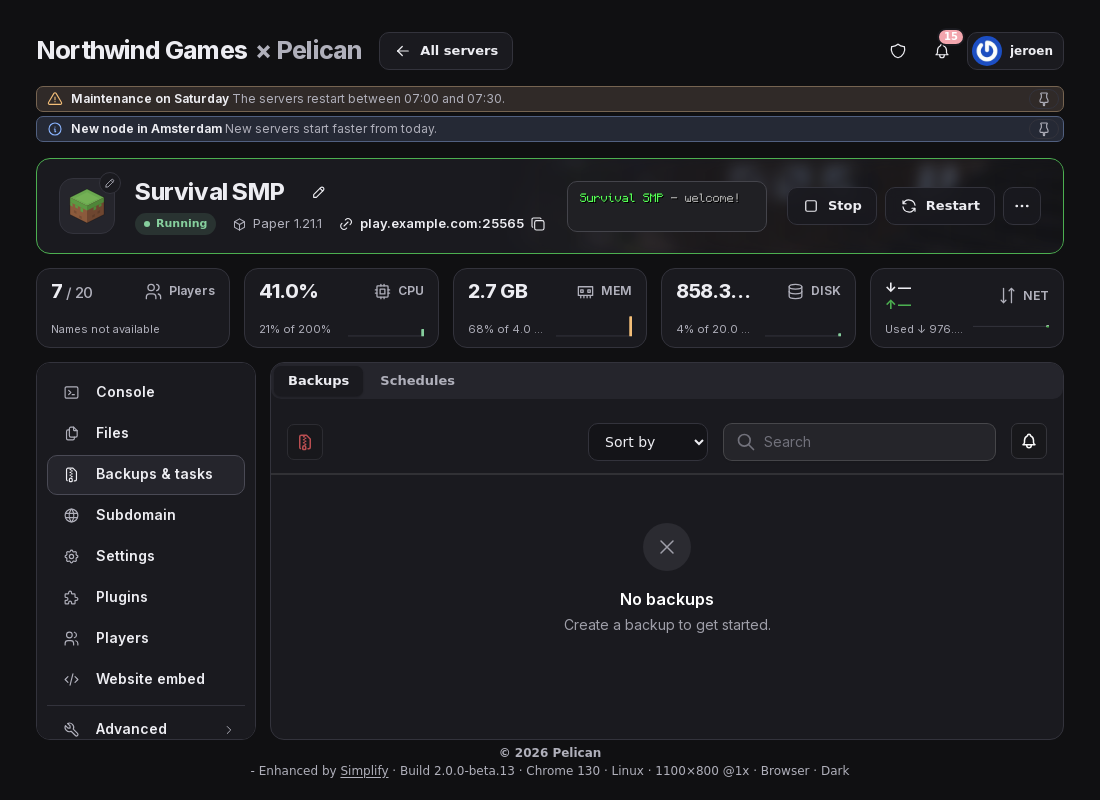 Northwind Games × Pelican
All servers
15
jeroen
Maintenance on Saturday The servers restart between 07:00 and 07:30.
New node in Amsterdam New servers start faster from today.
Survival SMP
Running
Paper 1.21.1
play.example.com:25565
Survival SMP - welcome!
Stop
Restart
7 / 20
Players
Names not available
41.0%
CPU
21% of 200%
2.7 GB
MEM
68% of 4.0 ...
858.3...
DISK
4% of 20.0 ...
↓—
↑—
NET
Used ↓ 976....
Console
Files
Backups & tasks
Subdomain
Settings
Plugins
Players
Website embed
Advanced
Backups
Schedules
Sort by
Search
No backups
Create a backup to get started.
© 2026 Pelican
- Enhanced by Simplify · Build 2.0.0-beta.13 · Chrome 130 · Linux · 1100×800 @1x · Browser · Dark